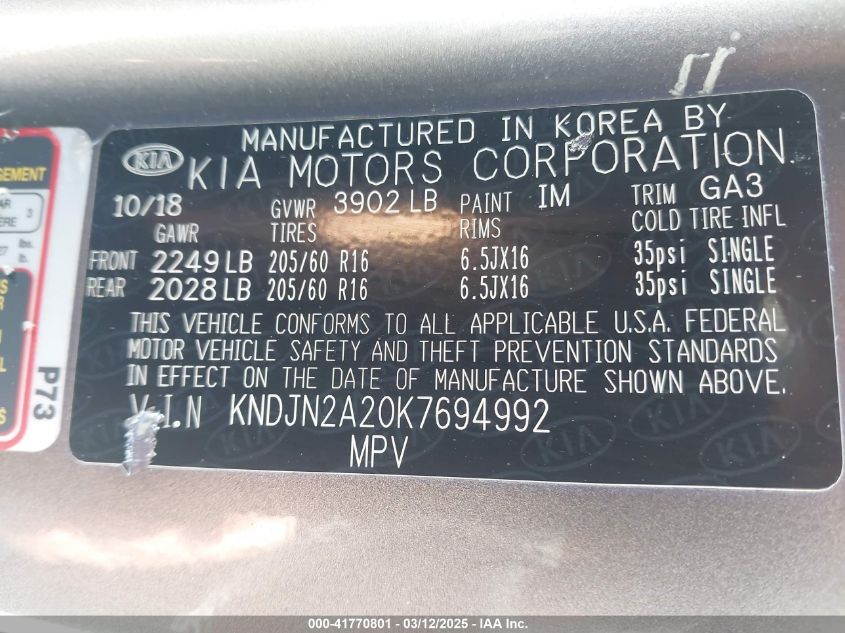 MANUFACTURED IN KOREA BY
KIA KIA MOTORS CORPORATION
10/18 GVWR 3902 LB PAINT IM TRIM GA3
GAWR TIRES RIMS COLD TIRE INFL
FRONT 2249 LB 205/60 R16 6.5JX16 35psi SINGLE
REAR 2028 LB 205/60 R16 6.5JX16 35psi SINGLE
THIS VEHICLE CONFORMS TO ALL APPLICABLE U.S.A. FEDERAL
MOTOR VEHICLE SAFETY AND THEFT PREVENTION STANDARDS
IN EFFECT ON THE DATE OF MANUFACTURE SHOWN ABOVE.
V.I.N KNDJN2A20K7694992
MPV
P73
000-41770801 - 03/12/2025 - IAA Inc.